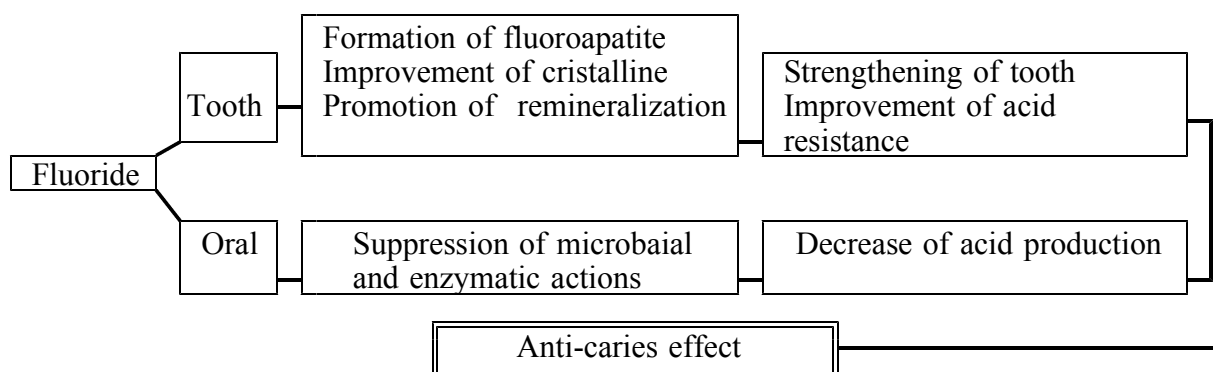 Formation of fluoroapatite
Improvement of cristalline
Promotion of remineralization
Tooth
Strengthening of tooth
Improvement of acid
resistance
Fluoride
Oral
Suppression of microbaial
and enzymatic actions
Decrease of acid production
Anti-caries effect